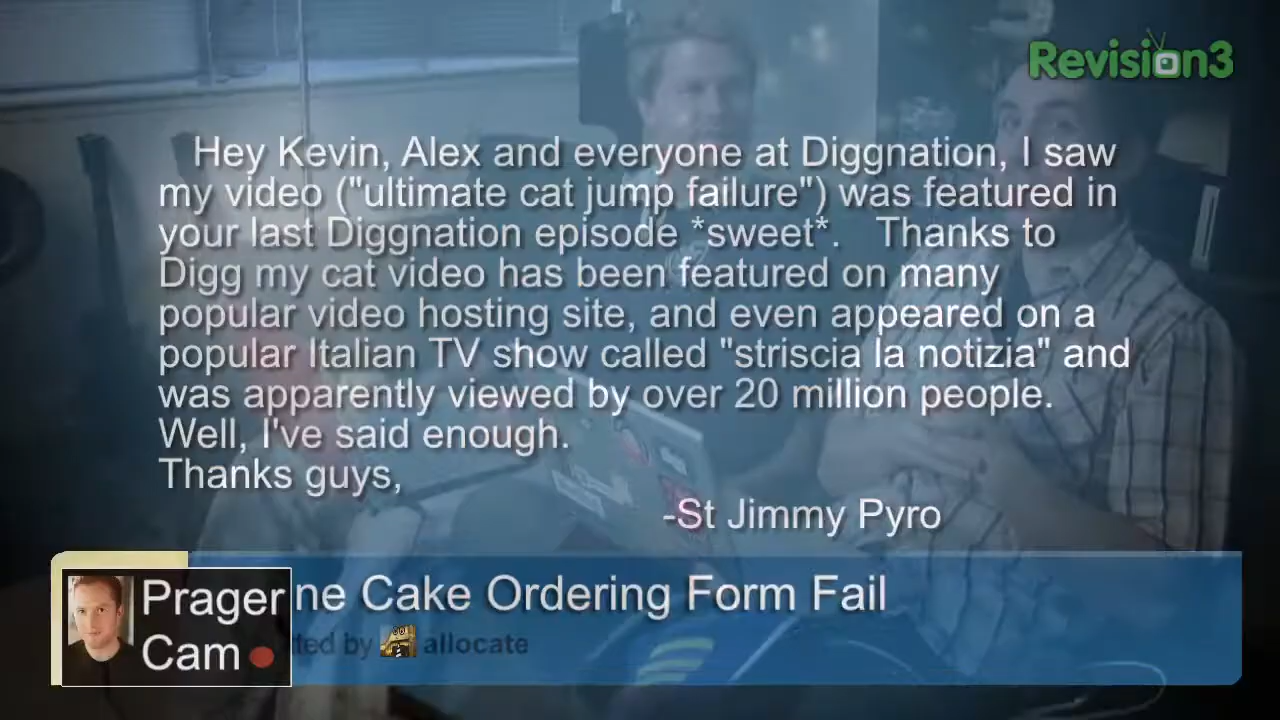 Revision3
Hey Kevin, Alex and everyone at Diggnation, I saw
my video ("ultimate cat jump failure") was featured in
your last Diggnation episode *sweet*. Thanks to
Digg my cat video has been featured on many
popular video hosting site, and even appeared on a
popular Italian TV show called "striscia la notizia" and
was apparently viewed by over 20 million people.
Well, I've said enough.
Thanks guys,
-St Jimmy Pyro
Prager
Cam
ne Cake Ordering Form Fail
tted by allocate